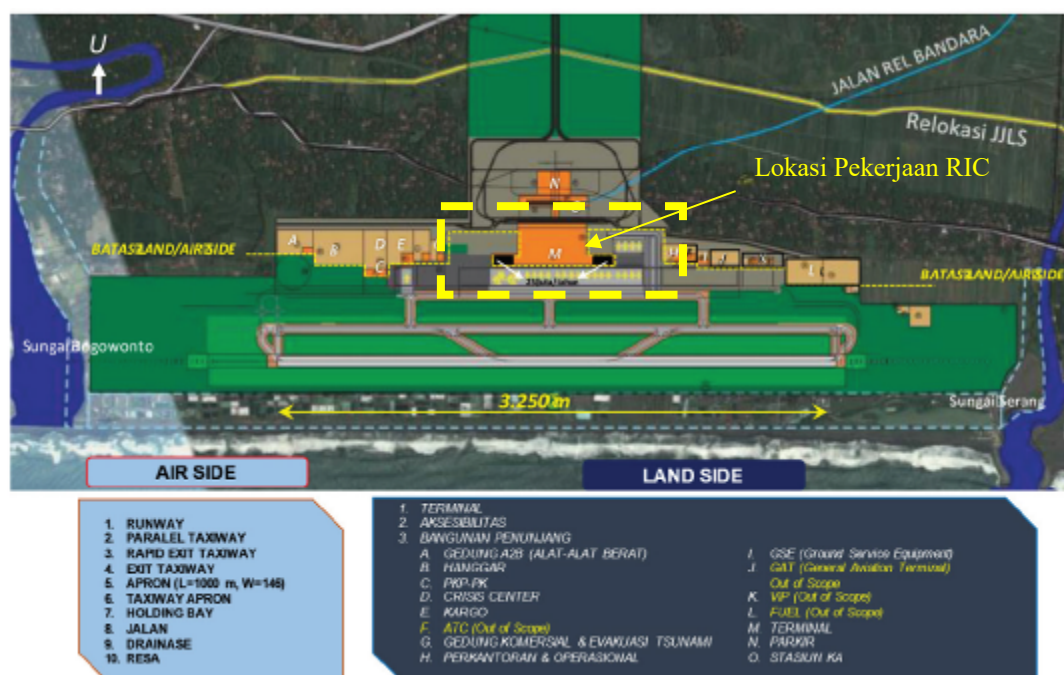 U
JALAN REL BANDARA
Relokasi JJLS
Lokasi Pekerjaan RIC
N
A
B
D
E
C
M
H
L
BATAS LAND/AIR SIDE
BATAS LAND/AIR SIDE
Sungai Bogowonto
3.250 m
Sungai Serang
AIR SIDE
LAND SIDE
1. RUNWAY
2. PARALEL TAXIWAY
3. RAPID EXIT TAXIWAY
4. EXIT TAXIWAY
5. APRON (L=1000 m, W=146)
6. TAXIWAY APRON
7. HOLDING BAY
8. JALAN
9. DRAINASE
10. RESA
1. TERMINAL
2. AKSESIBILITAS
3. BANGUNAN PENUNJANG
A. GEDUNG A2B (ALAT-ALAT BERAT)
B. HANGGAR
C. PKP-PK
D. CRISIS CENTER
E. KARGO
F. ATC (Out of Scope)
G. GEDUNG KOMERSIAL & EVAKUASI TSUNAMI
H. PERKANTORAN & OPERASIONAL
I. GSE (Ground Service Equipment)
J. GAT (General Aviation Terminal)
Out of Scope
K. VIP (Out of Scope)
L. FUEL (Out of Scope)
M. TERMINAL
N. PARKIR
O. STASIUN KA